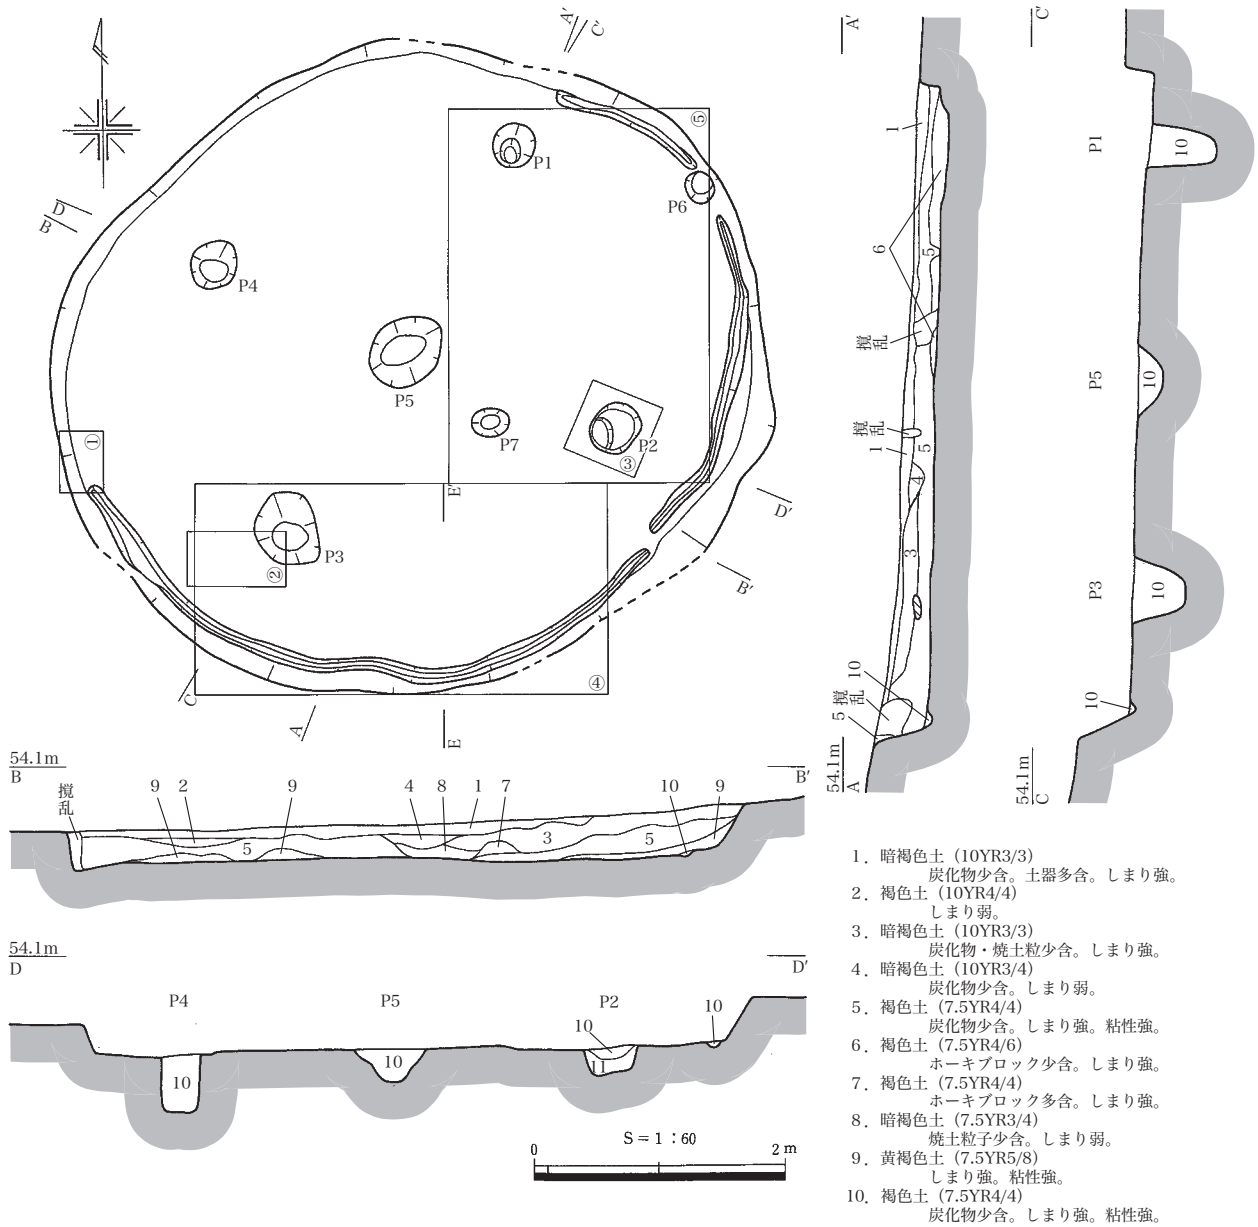 A′
C′
⑤
P1
P6
D
B
P4
P5
P7
P2
③
①
E′
D′
P3
②
B′
④
C
A
E
A′
1
6
5
撹乱
撹乱
1
5
4
3
10
撹乱
5
54.1m
A
C′
P1
10
P5
10
P3
10
10
54.1m
C
54.1m
B
B′
撹乱
9
2
9
4
8
1
7
10
9
5
3
5
54.1m
D
D′
P4
P5
P2
10
10
10
10
11
S=1:60
0
2m
1. 暗褐色土(10YR3/3)
炭化物少含。土器多含。しまり強。
2. 褐色土(10YR4/4)
しまり弱。
3. 暗褐色土(10YR3/3)
炭化物・焼土粒少含。しまり強。
4. 暗褐色土(10YR3/4)
炭化物少含。しまり弱。
5. 褐色土(7.5YR4/4)
炭化物少含。しまり強。粘性強。
6. 褐色土(7.5YR4/6)
ホーキブロック少含。しまり強。
7. 褐色土(7.5YR4/4)
ホーキブロック多含。しまり強。
8. 暗褐色土(7.5YR3/4)
焼土粒子少含。しまり弱。
9. 黄褐色土(7.5YR5/8)
しまり強。粘性強。
10. 褐色土(7.5YR4/4)
炭化物少含。しまり強。粘性強。